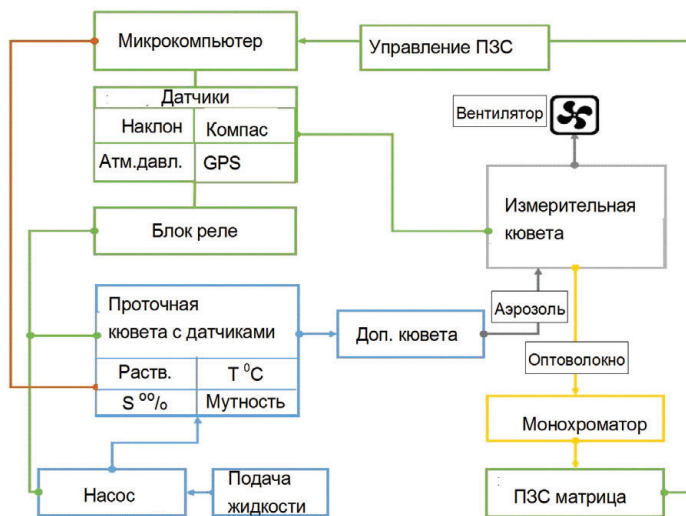 Микрокомпьютер
Управление ПЗС
Датчики
Наклон
Компас
Атм.давл.
GPS
Вентилятор
Измерительная
кювета
Блок реле
Проточная
кювета с датчиками
Раств.
T ⁰C
S ⁰⁰/₀
Мутность
Доп. кювета
Аэрозоль
Оптоволокно
Монохроматор
Насос
Подача
жидкости
ПЗС матрица